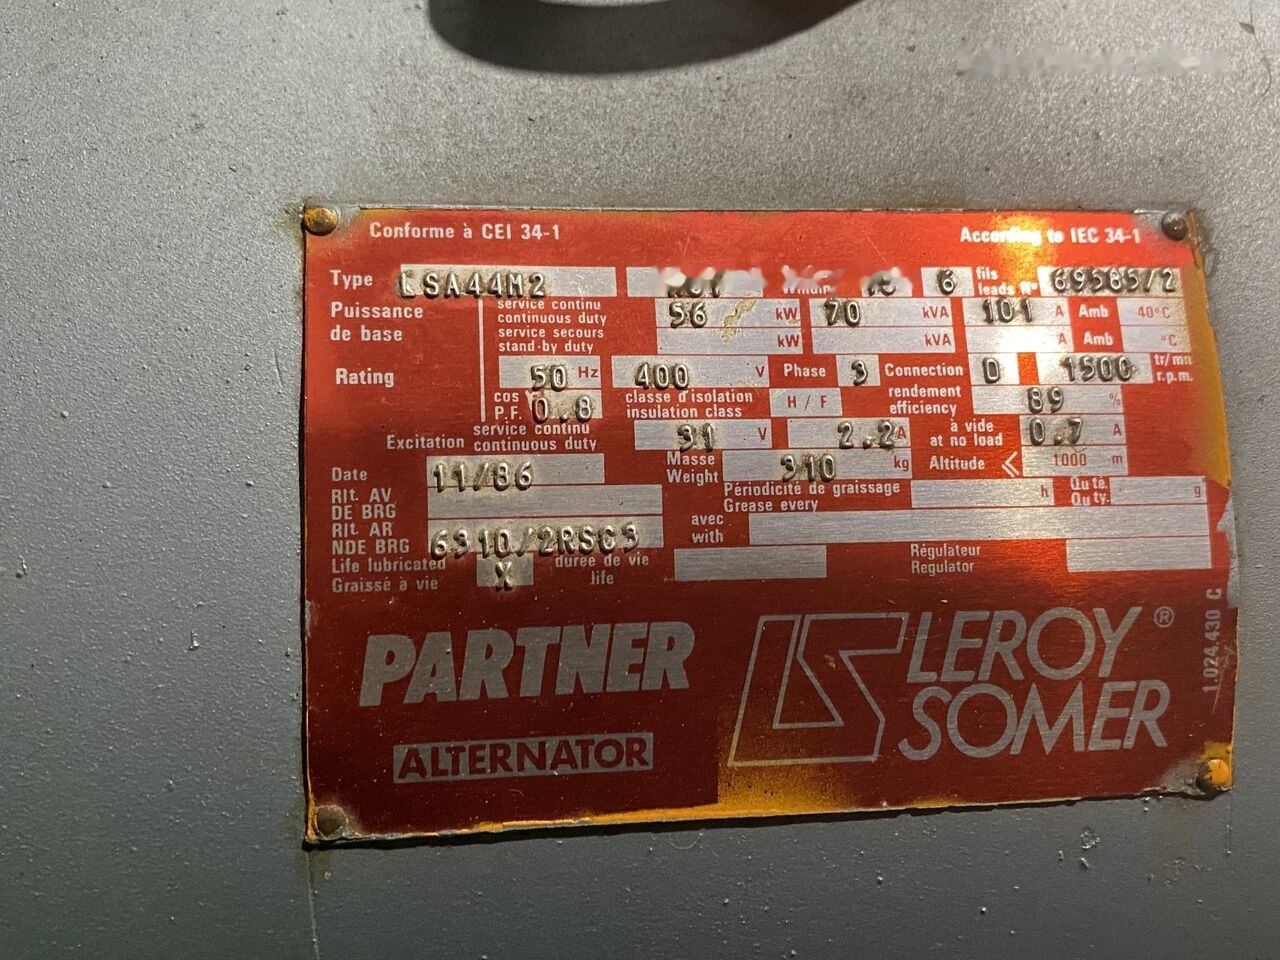 Conforme à CEI 34-1 According to IEC 34-1
Type LSA44M2 6 fils leads N° 69585/2
Puissance de base
service continu continuous duty 56 kW 70 kVA 101 A Amb 40°C
service secours stand-by duty kW kVA A Amb °C
Rating 50 Hz 400 V Phase 3 Connection D 1500 tr/mn r.p.m.
cos P.F. 0.8 classe d'isolation insulation class H / F rendement efficiency 89 %
Excitation service continu continuous duty 31 V 2.2 A à vide at no load 0.7 A
Date 11/86 Masse Weight 310 kg Altitude ≤ 1000 m
Rlt. AV DE BRG Périodicité de graissage Grease every h Quté. Qu ty. g
Rlt. AR NDE BRG 6310/2RSC3 avec with
Life lubricated Graissé à vie X durée de vie life Régulateur Regulator
PARTNER
ALTERNATOR
LS LEROY SOMER ®
1.024.430 C